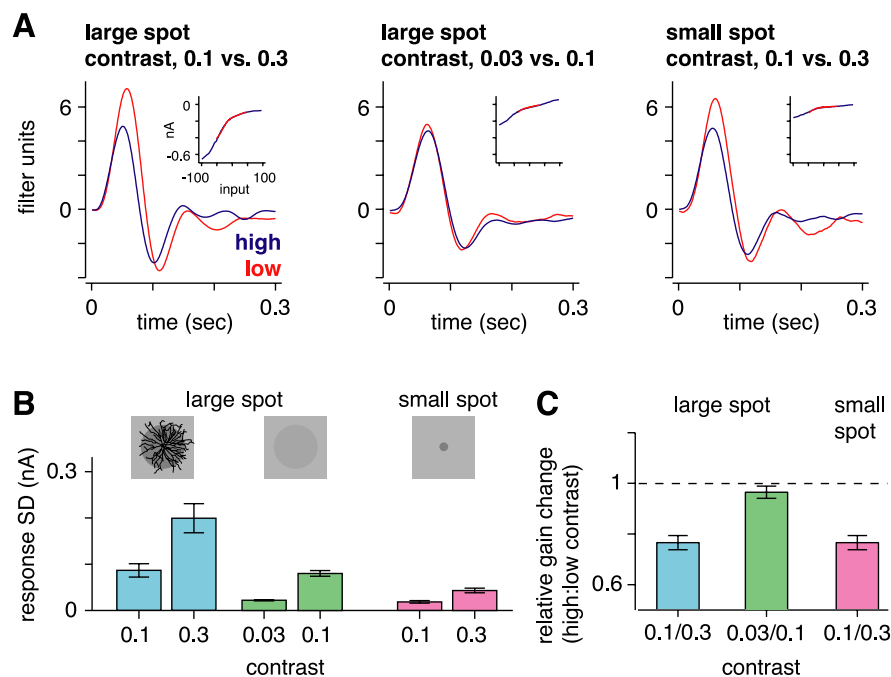 A
large spot
contrast, 0.1 vs. 0.3
large spot
contrast, 0.03 vs. 0.1
small spot
contrast, 0.1 vs. 0.3
filter units
6
0
0
nA
-0.6
-100
100
input
high
low
0
0.3
time (sec)
6
0
0
0.3
time (sec)
6
0
0
0.3
time (sec)
B
large spot
small spot
response SD (nA)
0.3
0
0.1
0.3
0.03
0.1
0.1
0.3
contrast
C
large spot
small
spot
relative gain change
(high:low contrast)
1
0.6
0.1/0.3
0.03/0.1
0.1/0.3
contrast